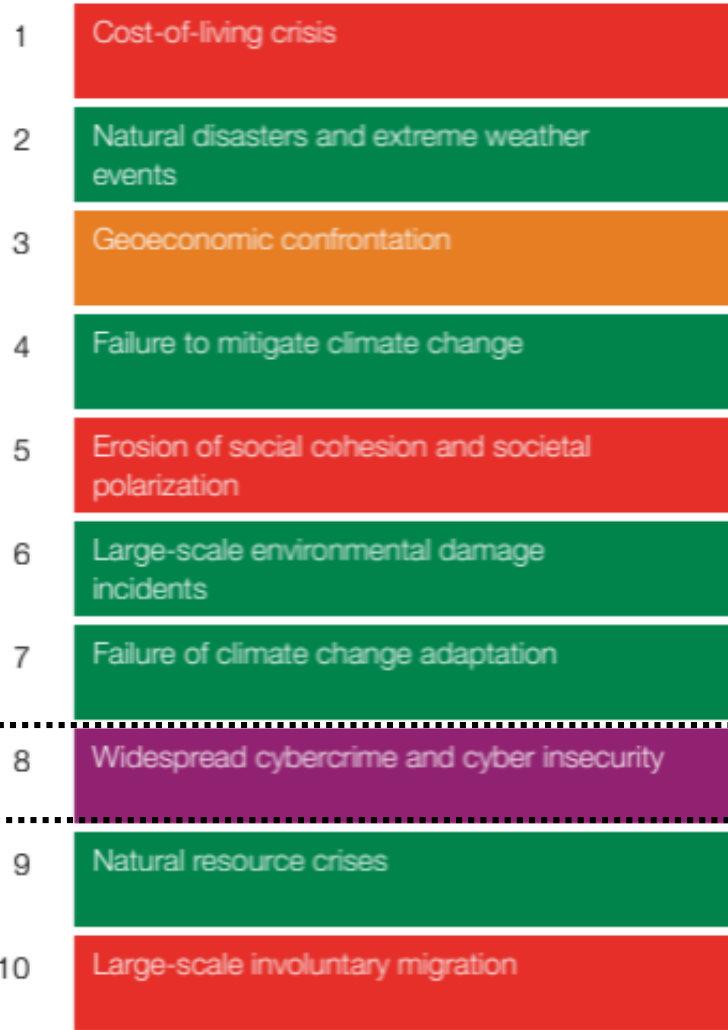 1 Cost-of-living crisis
2 Natural disasters and extreme weather
events
3 Geoeconomic confrontation
4 Failure to mitigate climate change
5 Erosion of social cohesion and societal
polarization
6 Large-scale environmental damage
incidents
7 Failure of climate change adaptation
8 Widespread cybercrime and cyber insecurity
9 Natural resource crises
10 Large-scale involuntary migration